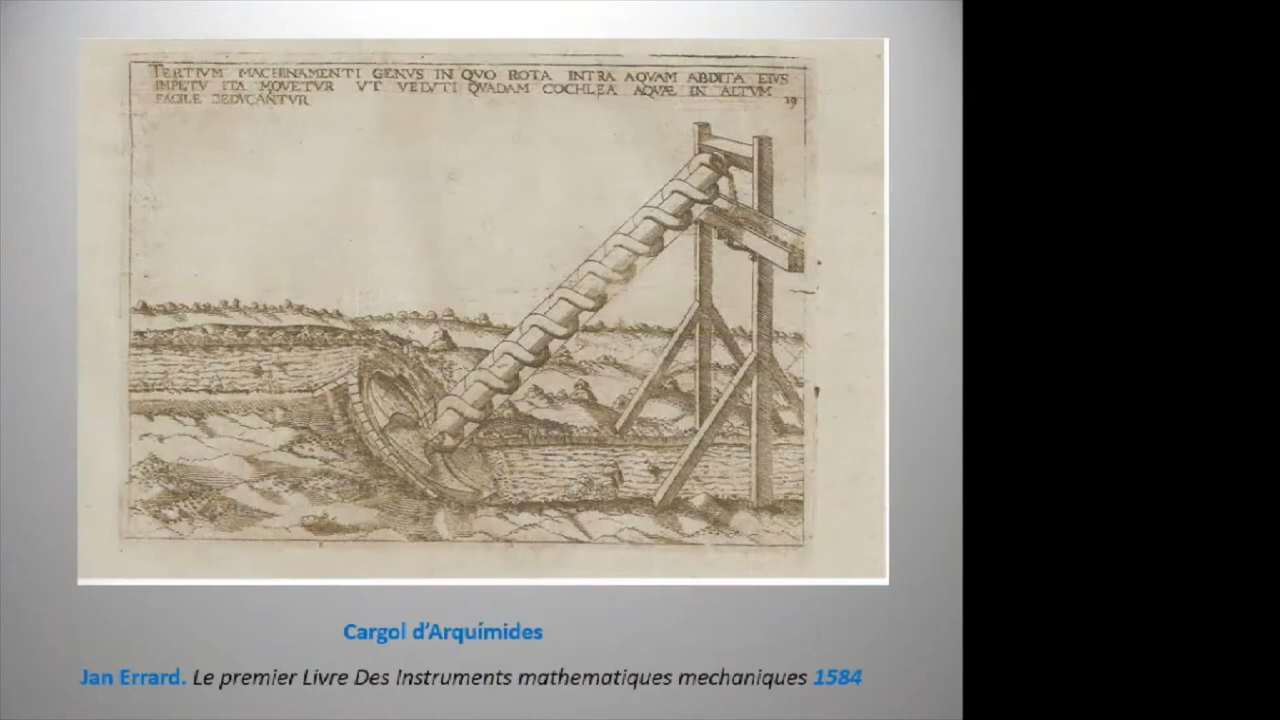 TERTIVM MACHINAMENTI GENVS IN QVO ROTA INTRA AQVAM ABDITA EIVS
IMPETV ITA MOVETVR VT VELVTI QVADAM COCHLEA AQVÆ IN ALTVM
FACILE DEDVCANTVR 19
Cargol d’Arquímides
Jan Errard. Le premier Livre Des Instruments mathematiques mechaniques 1584